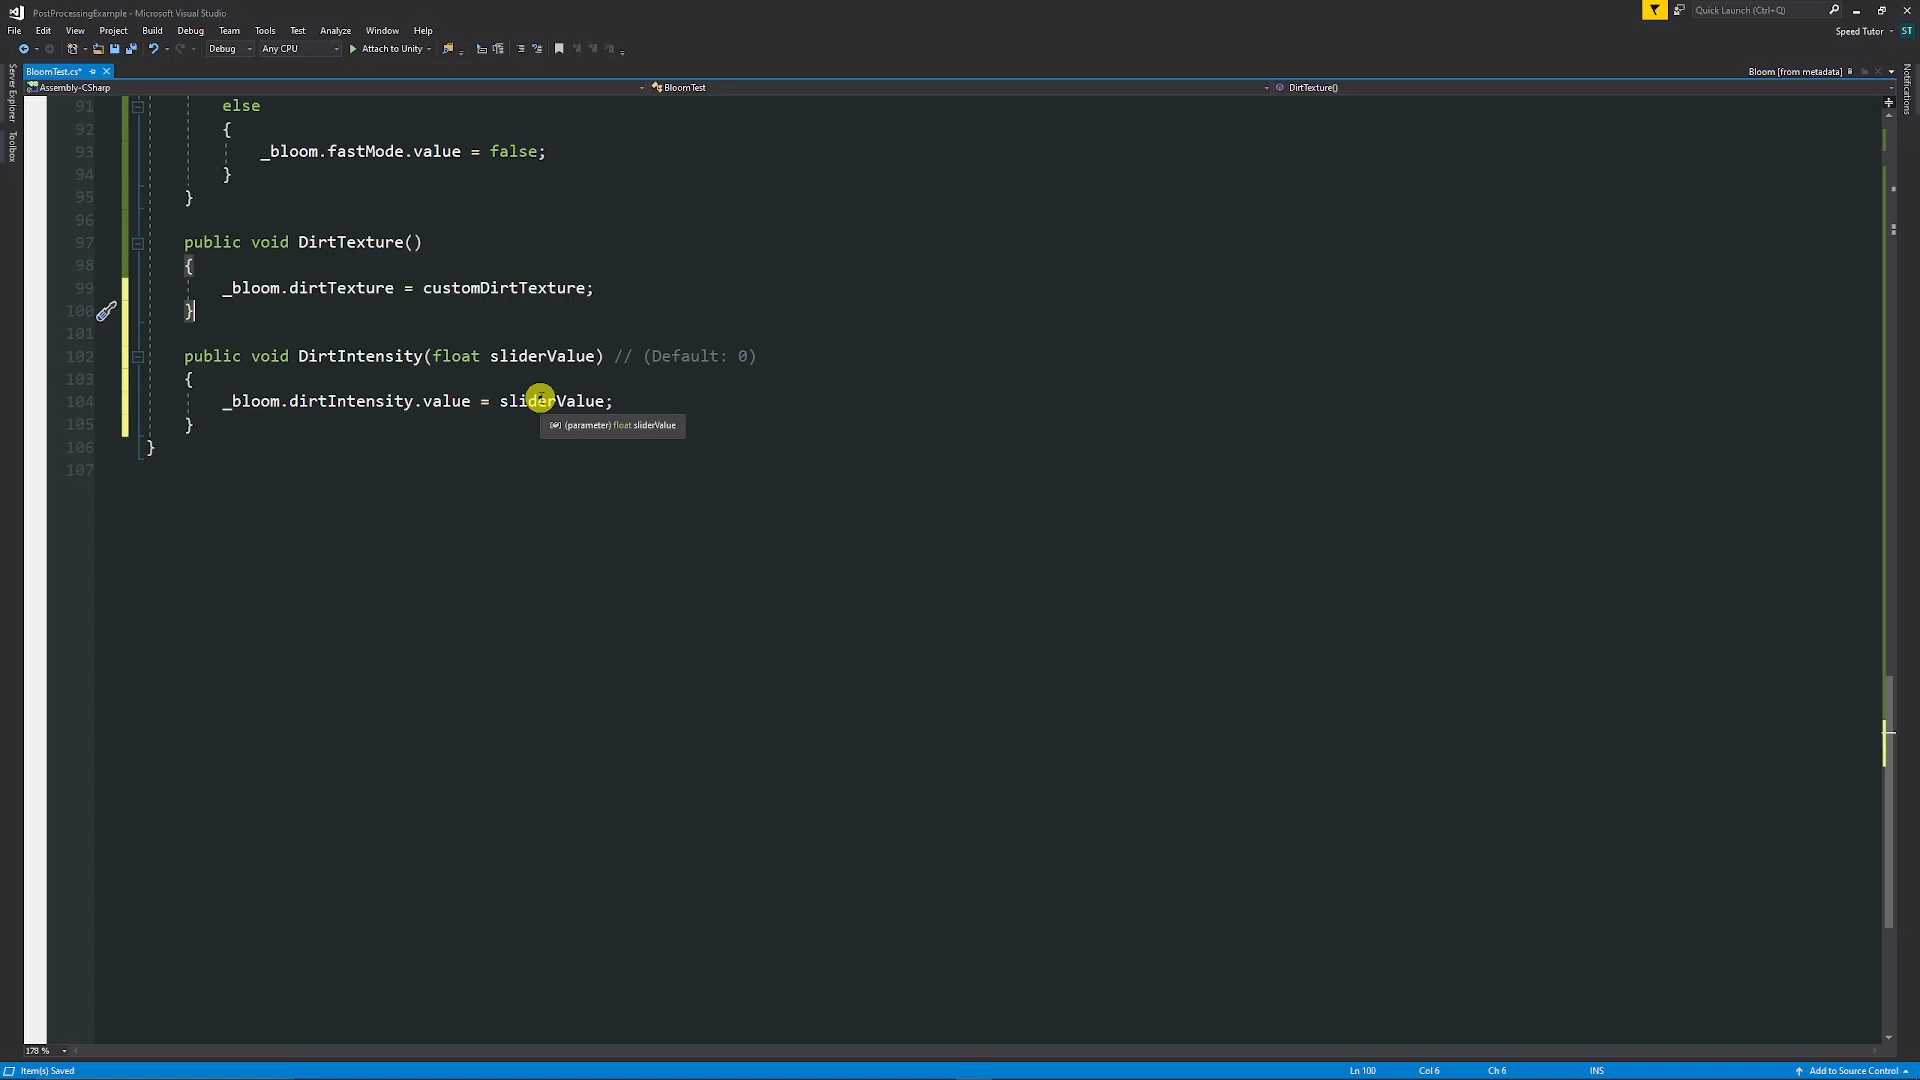 PostProcessingExample - Microsoft Visual Studio
Quick Launch (Ctrl+Q)
File Edit View Project Build Debug Team Tools Test Analyze Window Help
Speed Tutor ST
Debug Any CPU Attach to Unity
BloomTest.cs*
Bloom [from metadata]
Assembly-CSharp
BloomTest
DirtTexture()
Server Explorer
Toolbox
Notifications
91 else
92 {
93 _bloom.fastMode.value = false;
94 }
95 }
96
97 public void DirtTexture()
98 {
99 _bloom.dirtTexture = customDirtTexture;
100 }
101
102 public void DirtIntensity(float sliderValue) // (Default: 0)
103 {
104 _bloom.dirtIntensity.value = sliderValue;
105 }
(parameter) float sliderValue
106 }
107
178 %
Item(s) Saved
Ln 100 Col 6 Ch 6 INS Add to Source Control